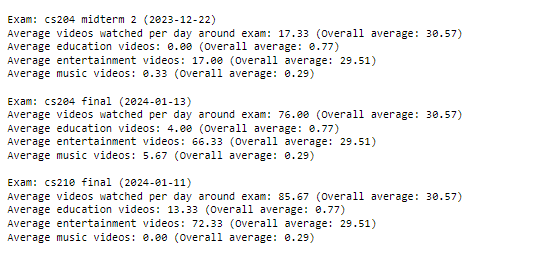 Exam: cs204 midterm 2 (2023-12-22)
Average videos watched per day around exam: 17.33 (Overall average: 30.57)
Average education videos: 0.00 (Overall average: 0.77)
Average entertainment videos: 17.00 (Overall average: 29.51)
Average music videos: 0.33 (Overall average: 0.29)
Exam: cs204 final (2024-01-13)
Average videos watched per day around exam: 76.00 (Overall average: 30.57)
Average education videos: 4.00 (Overall average: 0.77)
Average entertainment videos: 66.33 (Overall average: 29.51)
Average music videos: 5.67 (Overall average: 0.29)
Exam: cs210 final (2024-01-11)
Average videos watched per day around exam: 85.67 (Overall average: 30.57)
Average education videos: 13.33 (Overall average: 0.77)
Average entertainment videos: 72.33 (Overall average: 29.51)
Average music videos: 0.00 (Overall average: 0.29)